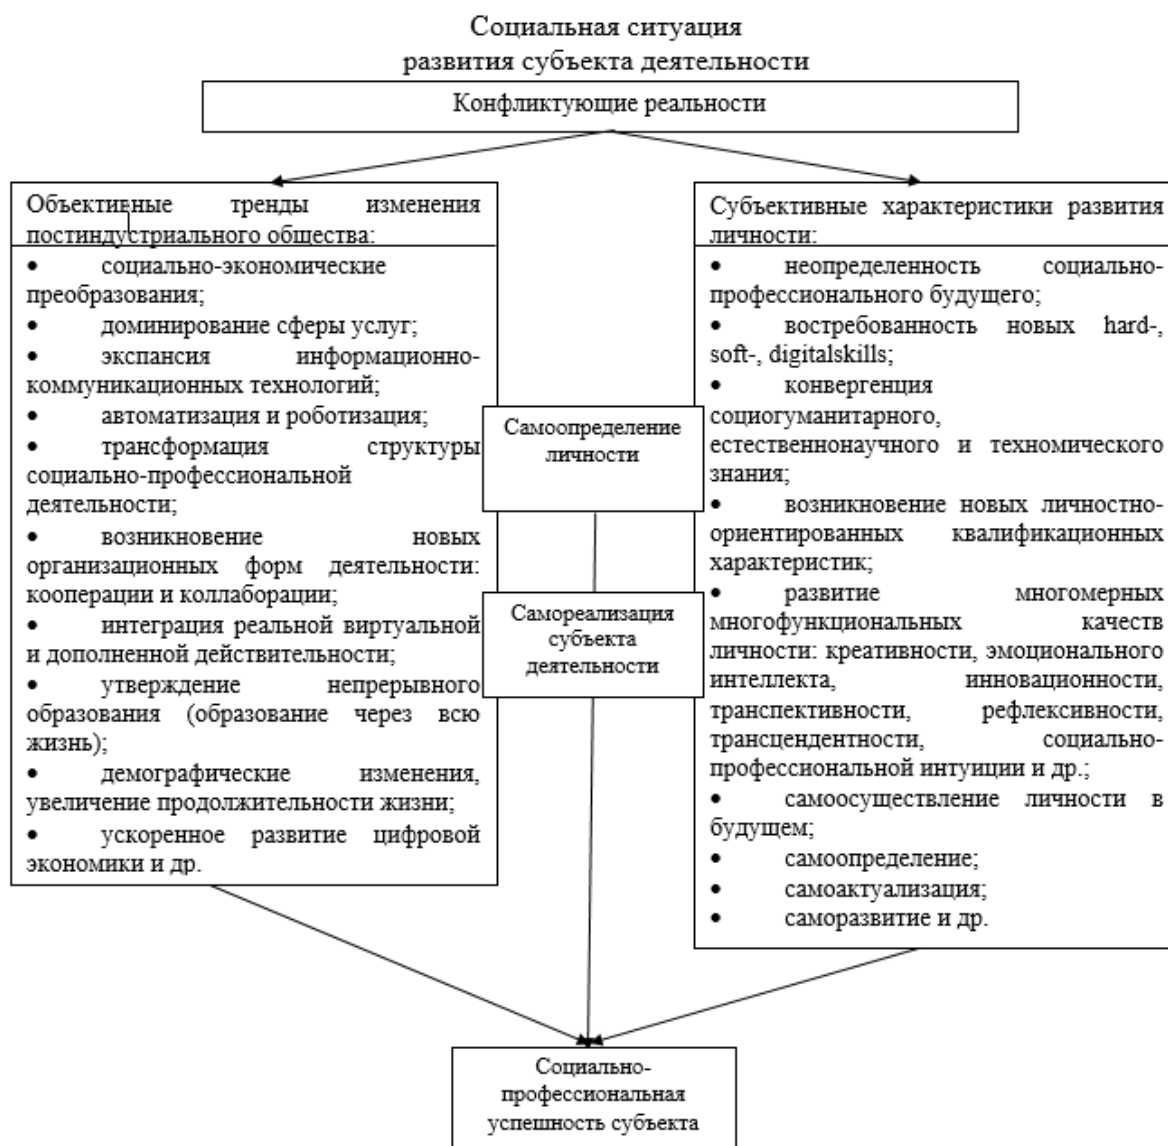 Социальная ситуация
развития субъекта деятельности
Конфликтующие реальности
Объективные тренды изменения
постиндустриального общества:
• социально-экономические
преобразования;
• доминирование сферы услуг;
• экспансия информационно-
коммуникационных технологий;
• автоматизация и роботизация;
• трансформация структуры
социально-профессиональной
деятельности;
• возникновение новых
организационных форм деятельности:
кооперации и коллаборации;
• интеграция реальной виртуальной
и дополненной действительности;
• утверждение непрерывного
образования (образование через всю
жизнь);
• демографические изменения,
увеличение продолжительности жизни;
• ускоренное развитие цифровой
экономики и др.
Самоопределение
личности
Самореализация
субъекта
деятельности
Субъективные характеристики развития
личности:
• неопределенность социально-
профессионального будущего;
• востребованность новых hard-,
soft-, digitalskills;
• конвергенция
социогуманитарного,
естественнонаучного и техномического
знания;
• возникновение новых личностно-
ориентированных квалификационных
характеристик;
• развитие многомерных
многофункциональных качеств
личности: креативности, эмоционального
интеллекта, инновационности,
транспективности, рефлексивности,
трансцендентности, социально-
профессиональной интуиции и др.;
• самоосуществление личности в
будущем;
• самоопределение;
• самоактуализация;
• саморазвитие и др.
Социально-
профессиональная
успешность субъекта